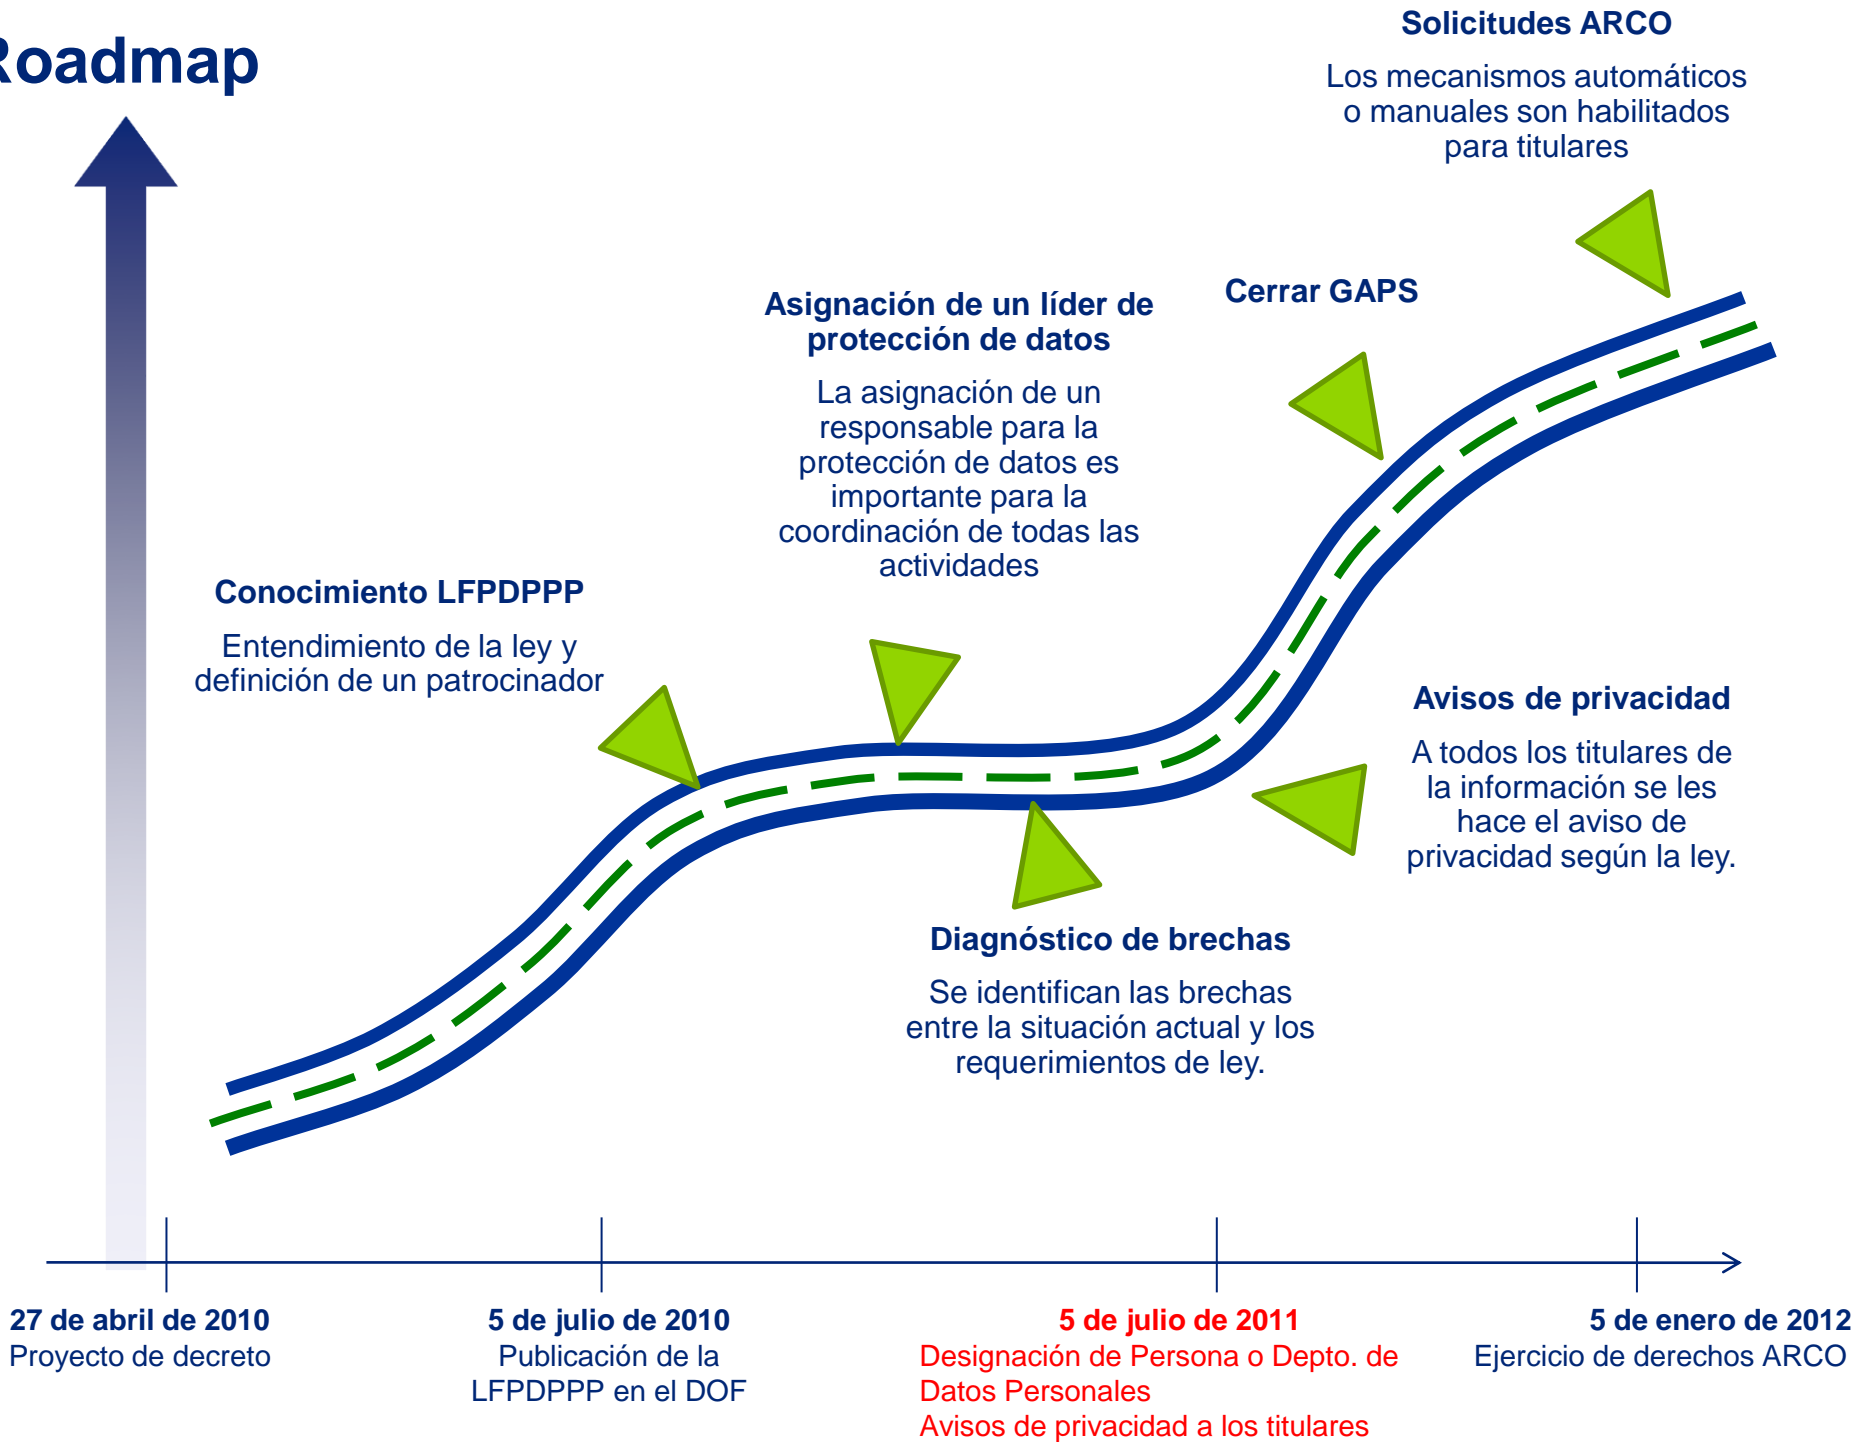 Roadmap
Solicitudes ARCO
Los mecanismos automáticos
o manuales son habilitados
para titulares
Cerrar GAPS
Asignación de un líder de
protección de datos
La asignación de un
responsable para la
protección de datos es
importante para la
coordinación de todas las
actividades
Conocimiento LFPDPPP
Entendimiento de la ley y
definición de un patrocinador
Avisos de privacidad
A todos los titulares de
la información se les
hace el aviso de
privacidad según la ley.
Diagnóstico de brechas
Se identifican las brechas
entre la situación actual y los
requerimientos de ley.
27 de abril de 2010
Proyecto de decreto
5 de julio de 2010
Publicación de la
LFPDPPP en el DOF
5 de julio de 2011
Designación de Persona o Depto. de
Datos Personales
Avisos de privacidad a los titulares
5 de enero de 2012
Ejercicio de derechos ARCO